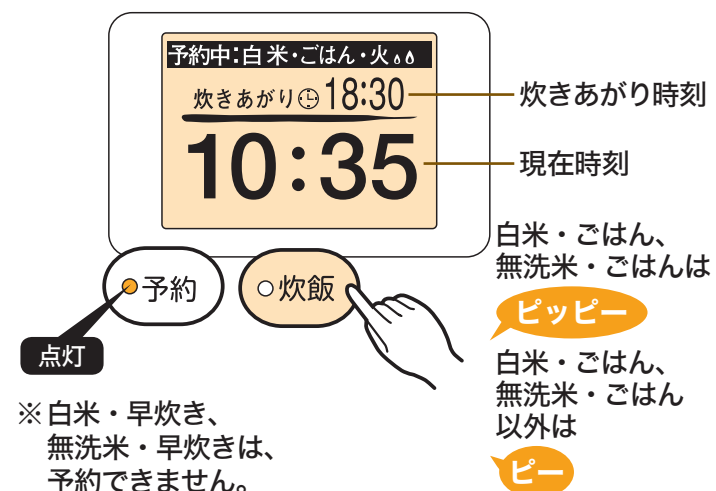 予約中:白米・ごはん・火
炊きあがり 18:30
炊きあがり時刻
10:35
現在時刻
予約
炊飯
点灯
白米・ごはん、
無洗米・ごはんは
ピッピー
白米・ごはん、
無洗米・ごはん
以外は
ピー
※白米・早炊き、
無洗米・早炊きは、
予約できません。